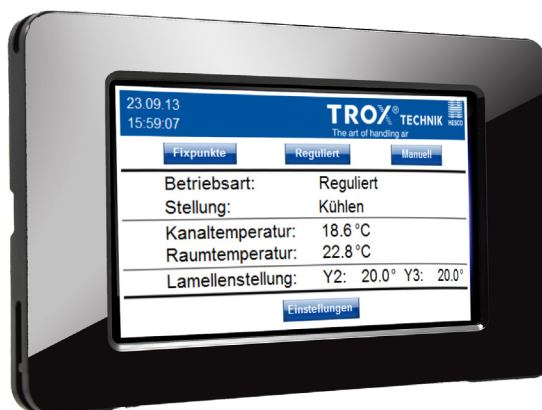 23.09.13
15:59:07
TROX® TECHNIK HESCO
The art of handling air
Fixpunkte Reguliert Manuell
Betriebsart: Reguliert
Stellung: Kühlen
Kanaltemperatur: 18.6 °C
Raumtemperatur: 22.8 °C
Lamellenstellung: Y2: 20.0° Y3: 20.0°
Einstellungen